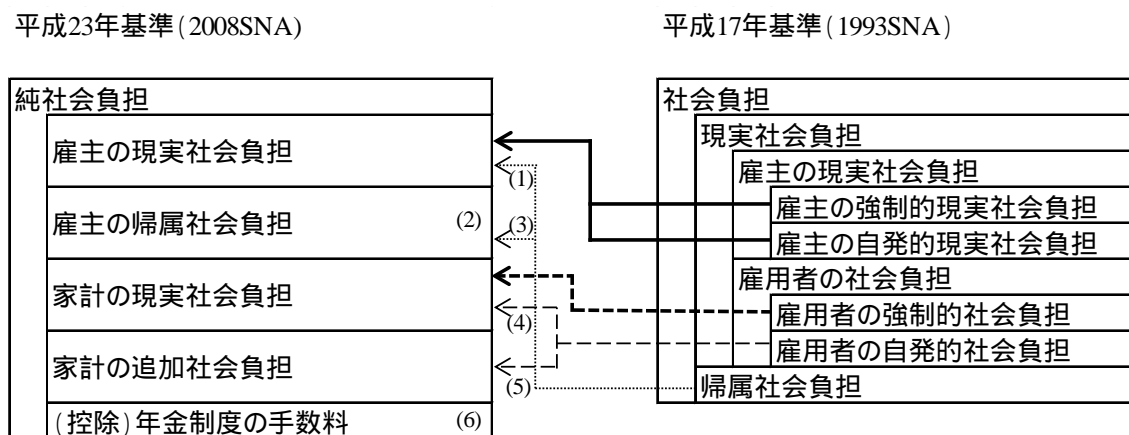 平成23年基準(2008SNA)
純社会負担
雇主の現実社会負担
(1)
雇主の帰属社会負担 (2)
(3)
家計の現実社会負担
(4)
家計の追加社会負担
(5)
(控除)年金制度の手数料 (6)
平成17年基準(1993SNA)
社会負担
現実社会負担
雇主の現実社会負担
雇主の強制的現実社会負担
雇主の自発的現実社会負担
雇用者の社会負担
雇用者の強制的社会負担
雇用者の自発的社会負担
帰属社会負担